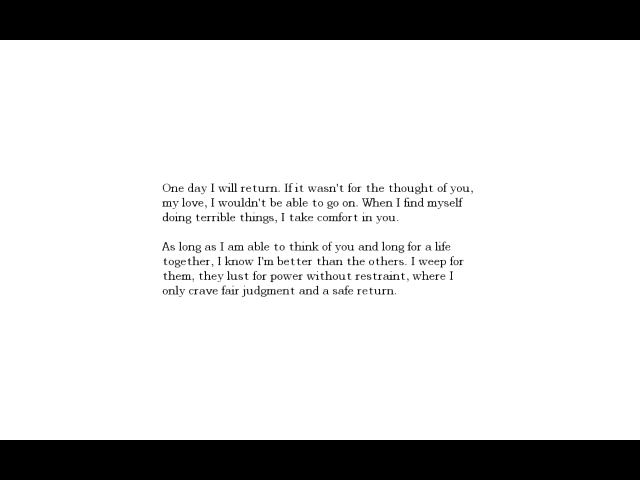 One day I will return. If it wasn't for the thought of you,
my love, I wouldn't be able to go on. When I find myself
doing terrible things, I take comfort in you.
As long as I am able to think of you and long for a life
together, I know I'm better than the others. I weep for
them, they lust for power without restraint, where I
only crave fair judgment and a safe return.